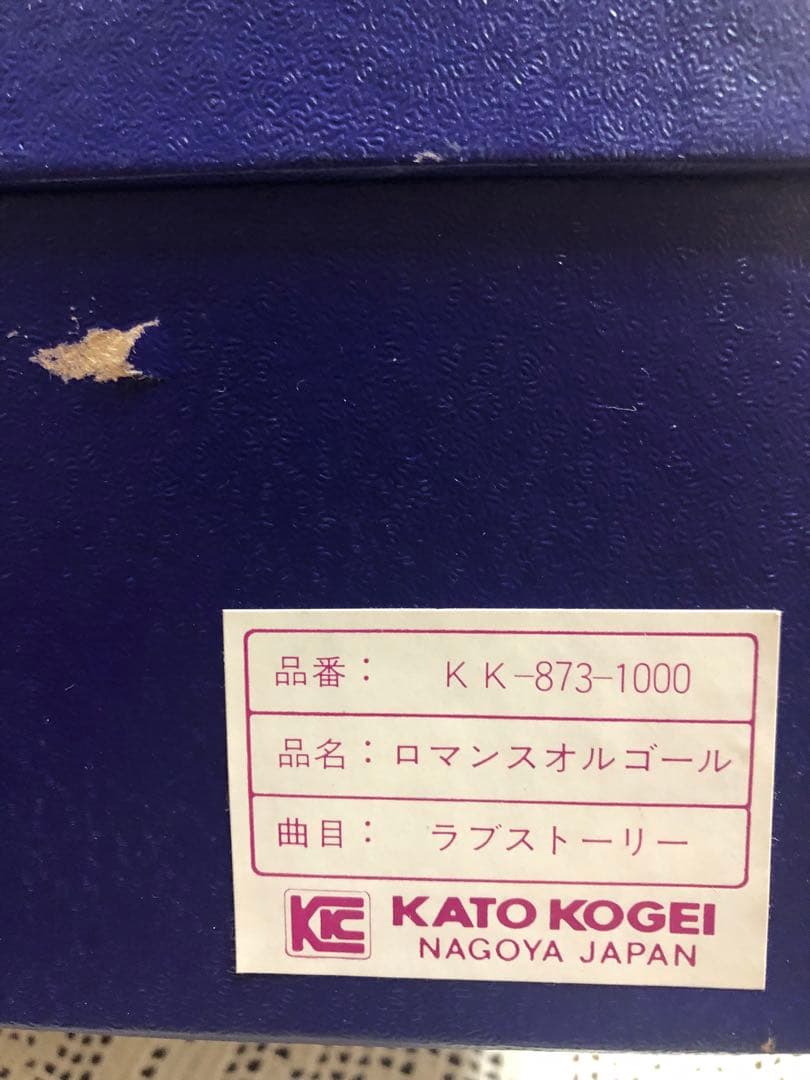 品番： KK-873-1000
品名：ロマンスオルゴール
曲目： ラブストーリー
KC KATO KOGEI
NAGOYA JAPAN